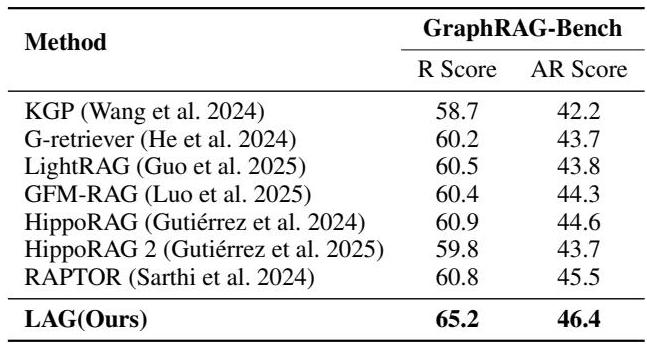 Method GraphRAG-Bench
R Score AR Score
KGP (Wang et al. 2024) 58.7 42.2
G-retriever (He et al. 2024) 60.2 43.7
LightRAG (Guo et al. 2025) 60.5 43.8
GFM-RAG (Luo et al. 2025) 60.4 44.3
HippoRAG (Gutiérrez et al. 2024) 60.9 44.6
HippoRAG 2 (Gutiérrez et al. 2025) 59.8 43.7
RAPTOR (Sarthi et al. 2024) 60.8 45.5
LAG(Ours) 65.2 46.4